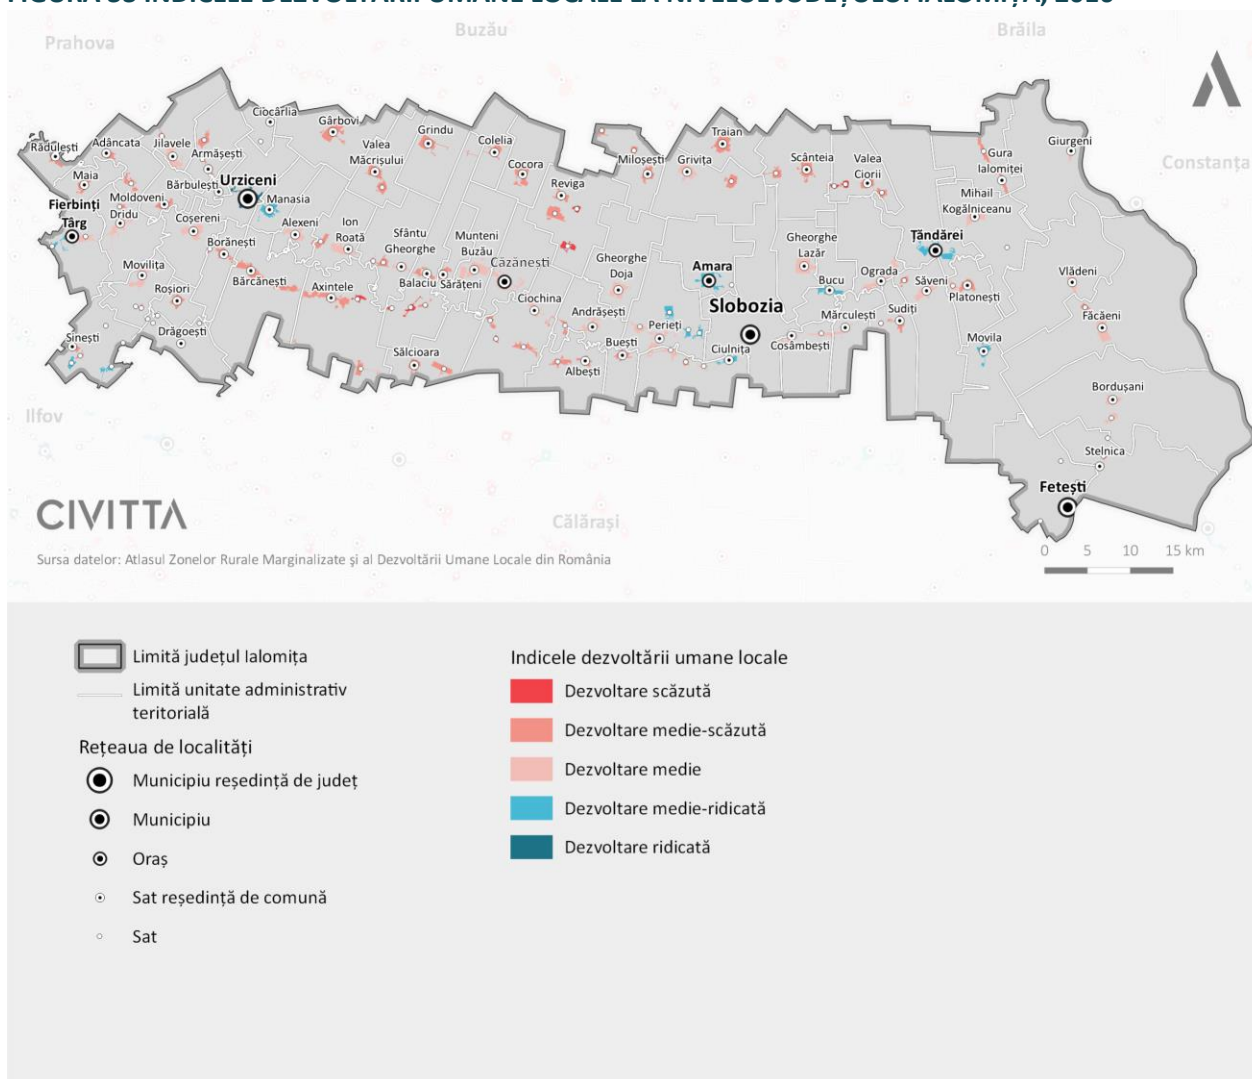 Prahova
Buzău
Brăila
Constanța
Ilfov
Călărași
Rădulești
Adâncata
Jilavele
Ciocârlia
Armășești
Gârbovi
Valea
Măcrișului
Grindu
Colelia
Cocora
Reviga
Miloșești
Grivița
Traian
Scânteia
Valea
Ciorii
Gura
Ialomiței
Giurgeni
Mihail
Kogălniceanu
Maia
Bărbulești
Urziceni
Manasia
Fierbinți
Târg
Moldoveni
Dridu
Coșereni
Alexeni
Ion
Roată
Sfântu
Gheorghe
Munteni
Buzău
Căzănești
Gheorghe
Doja
Amara
Gheorghe
Lazăr
Țăndărei
Borănești
Bărcănești
Movilița
Roșiori
Axintele
Balaciu
Sărățeni
Ciochina
Andrășești
Perieți
Slobozia
Bucu
Ograda
Săveni
Platonești
Vlădeni
Făcăeni
Mărculești
Sudiți
Sinești
Drăgoești
Sălcioara
Albești
Buești
Ciulnița
Cosâmbești
Movila
Bordușani
Stelnica
Fetești
0 5 10 15 km
CIVITTA
Sursa datelor: Atlasul Zonelor Rurale Marginalizate și al Dezvoltării Umane Locale din România
Limită județul Ialomița
Limită unitate administrativ
teritorială
Rețeaua de localități
Municipiu reședință de județ
Municipiu
Oraș
Sat reședință de comună
Sat
Indicele dezvoltării umane locale
Dezvoltare scăzută
Dezvoltare medie-scăzută
Dezvoltare medie
Dezvoltare medie-ridicată
Dezvoltare ridicată